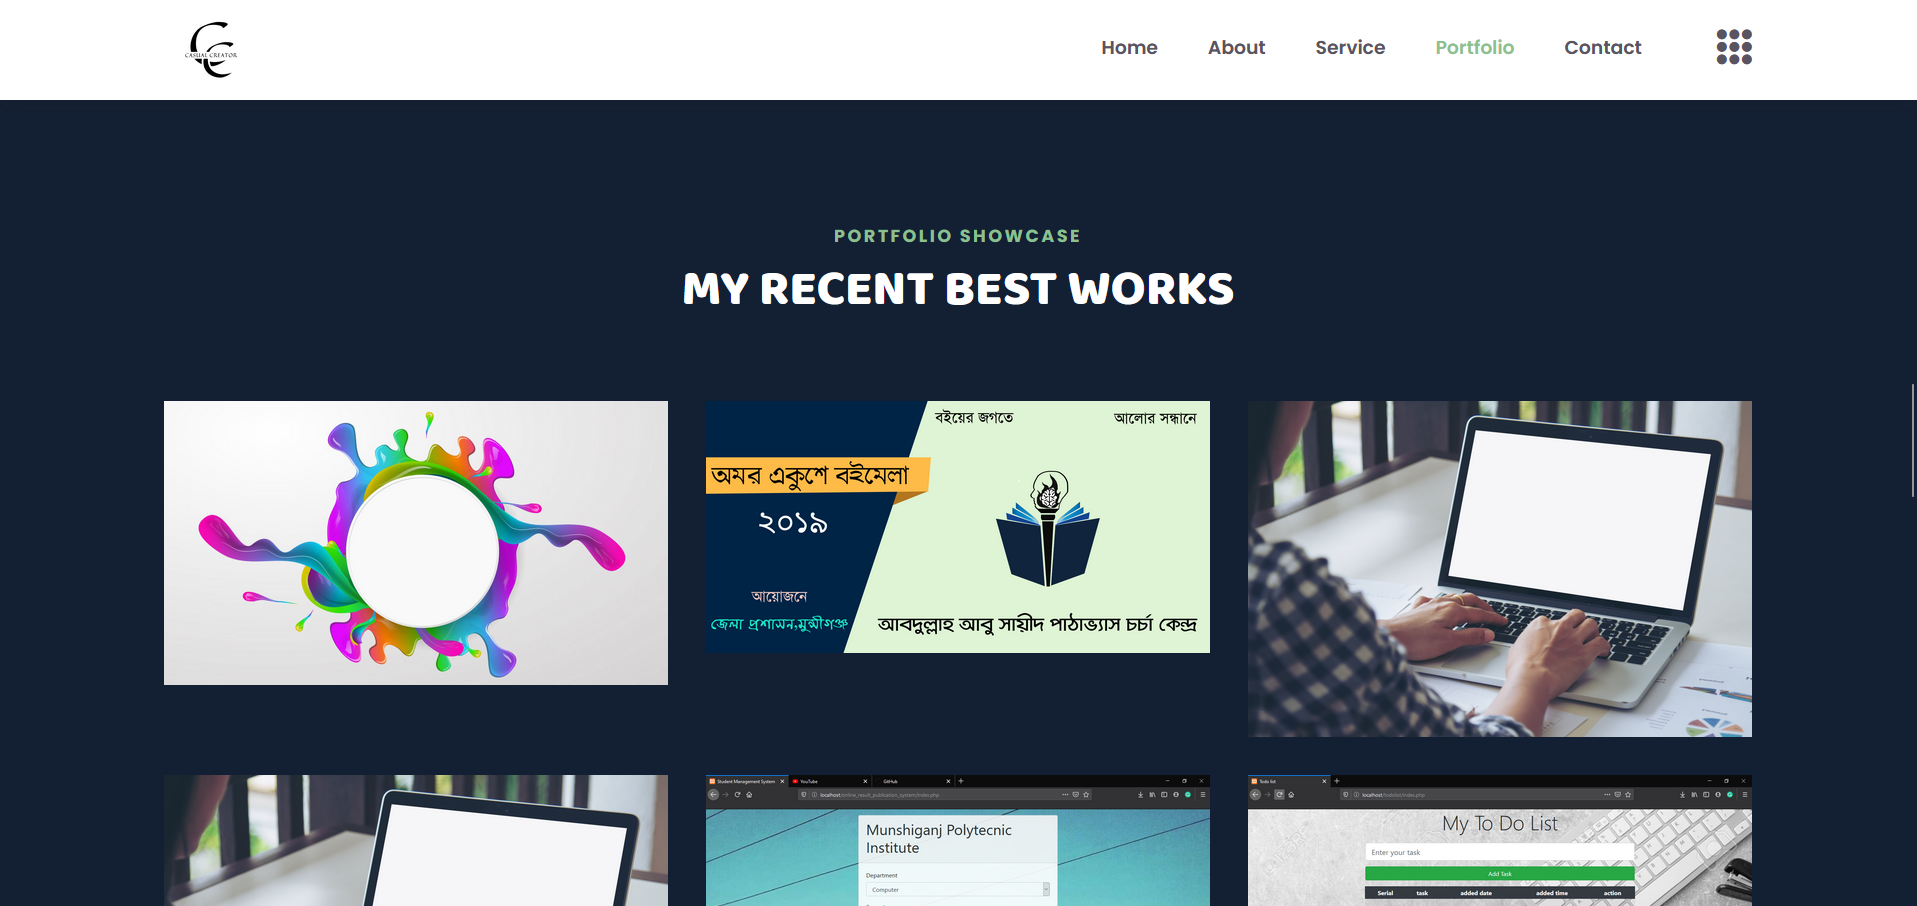 CASUAL CREATOR
Home About Service Portfolio Contact
PORTFOLIO SHOWCASE
MY RECENT BEST WORKS
বইয়ের জগতে আলোর সন্ধানে
অমর একুশে বইমেলা
২০১৯
আয়োজনে
জেলা প্রশাসন,মুন্সীগঞ্জ
আবদুল্লাহ আবু সায়ীদ পাঠাভ্যাস চর্চা কেন্দ্র
Student Management System YouTube GitHub
localhost/online_result_publication_system/index.php
Munshiganj Polytecnic
Institute
Department
Computer
Todo list
localhost/todolist/index.php
My To Do List
Enter your task
Add Task
Serial task added date added time action